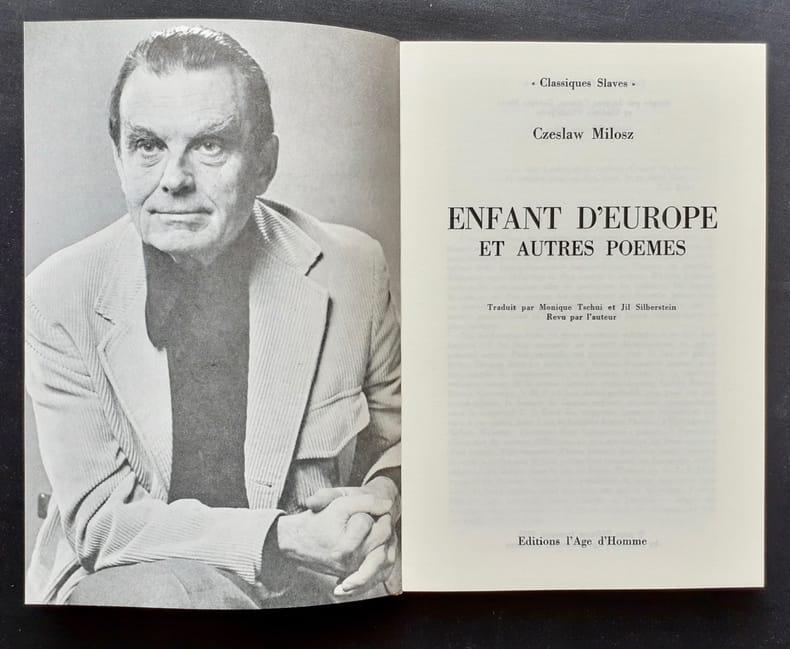 « Classiques Slaves »
Czeslaw Milosz
ENFANT D'EUROPE
ET AUTRES POEMES
Traduit par Monique Tschui et Jil Silberstein
Revu par l'auteur
Editions l'Age d'Homme